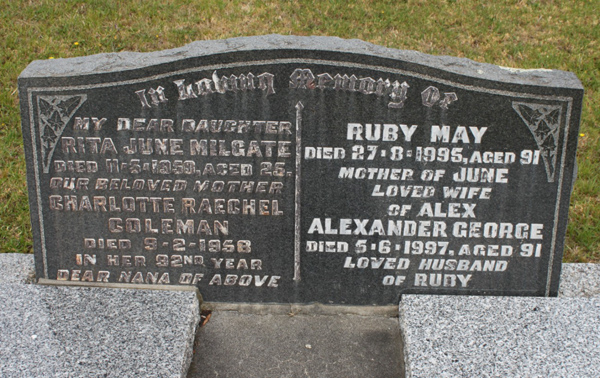 In Loving Memory Of
MY DEAR DAUGHTER
RITA JUNE MILGATE
DIED 11-5-1959, AGED 25.
OUR BELOVED MOTHER
CHARLOTTE RAECHEL
COLEMAN
DIED 9-2-1958
IN HER 92ND YEAR
DEAR NANA OF ABOVE
RUBY MAY
DIED 27-8-1995, AGED 91
MOTHER OF JUNE
LOVED WIFE
OF ALEX
ALEXANDER GEORGE
DIED 5-6-1997, AGED 91
LOVED HUSBAND
OF RUBY